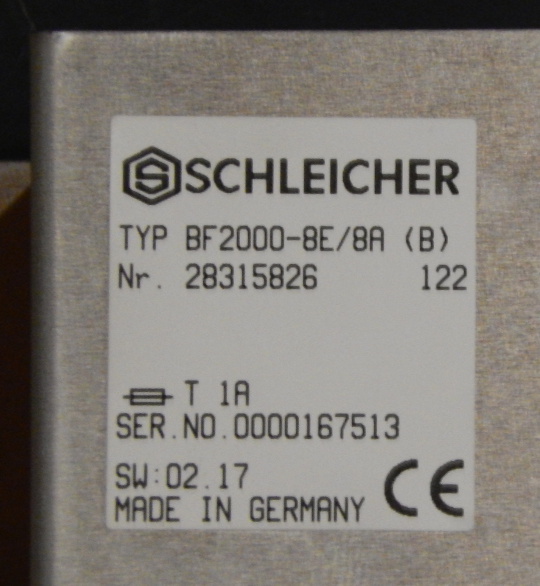 SCHLEICHER
TYP BF2000-8E/8A (B)
Nr. 28315826 122
T 1A
SER.NO.0000167513
SW:02.17
MADE IN GERMANY CE